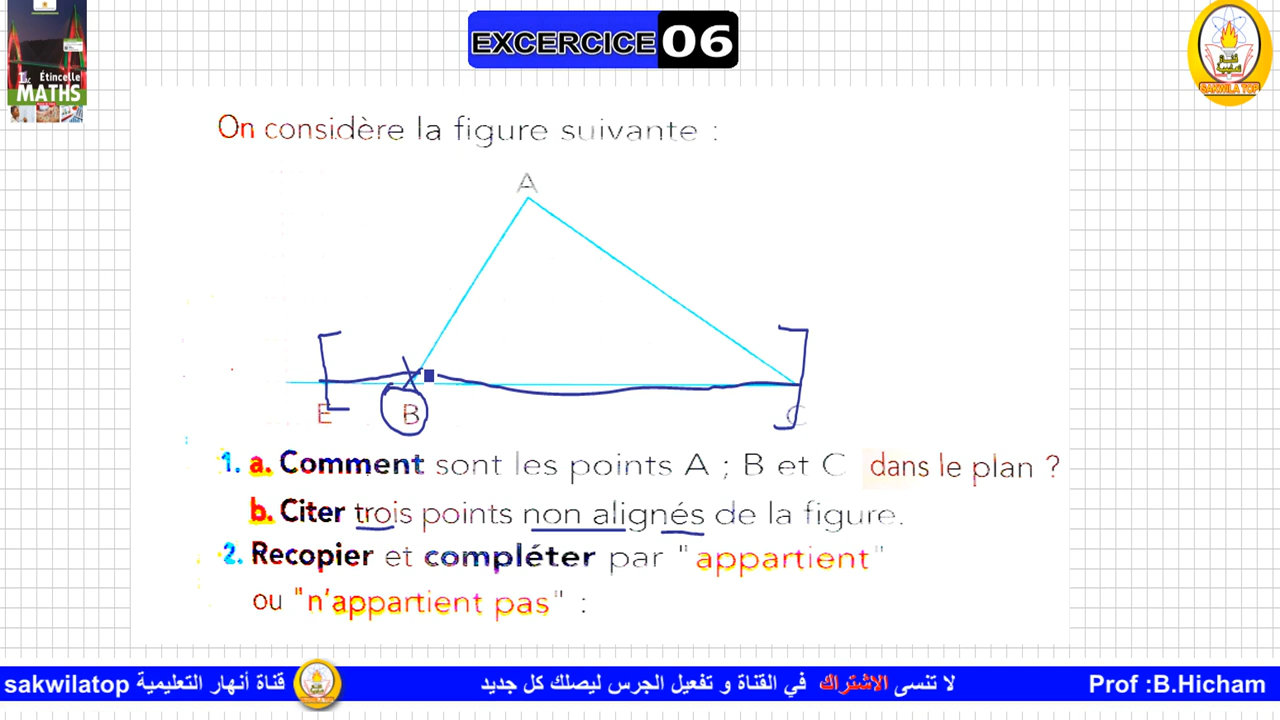 Étincelle
MATHS
EXCERCICE 06
SAKWILA TOP
On considère la figure suivante :
A
E B C
1. a. Comment sont les points A ; B et C dans le plan ?
b. Citer trois points non alignés de la figure.
2. Recopier et compléter par "appartient"
ou "n'appartient pas" :
sakwilatop قناة أنهار التعليمية
لا تنسى الاشتراك في القناة و تفعيل الجرس ليصلك كل جديد
Prof :B.Hicham